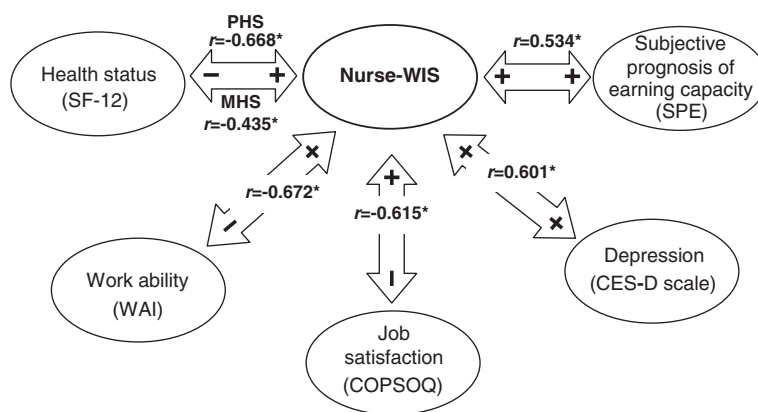 PHS
r=-0.668*
Health status
(SF-12)
− +
MHS
r=-0.435*
Nurse-WIS
r=0.534*
+ +
Subjective
prognosis of
earning capacity
(SPE)
+
r=-0.672*
−
Work ability
(WAI)
+
r=-0.615*
−
Job
satisfaction
(COPSOQ)
+
r=0.601*
+
Depression
(CES-D scale)